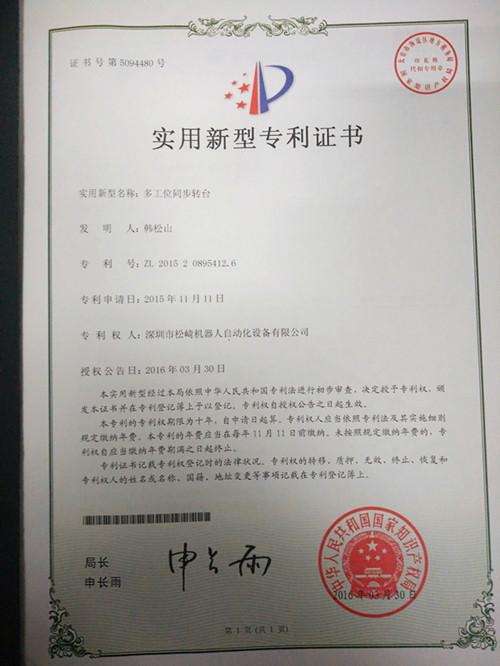 证书号第5094480号
印花税
代扣专用章
国家知识产权局
实用新型专利证书
实用新型名称：多工位同步转台
发明人：韩松山
专利号：ZL 2015 2 0895412.6
专利申请日：2015年11月11日
专利权人：深圳市松崎机器人自动化设备有限公司
授权公告日：2016年03月30日
本实用新型经过本局依照中华人民共和国专利法进行初步审查，决定授予专利权，颁
发本证书并在专利登记簿上予以登记。专利权自授权公告之日起生效。
本专利的专利权期限为十年，自申请日起算。专利权人应当依照专利法及其实施细则
规定缴纳年费。本专利的年费应当在每年11月11日前缴纳。未按照规定缴纳年费的，专
利权自应当缴纳年费期满之日起终止。
专利证书记载专利权登记时的法律状况。专利权的转移、质押、无效、终止、恢复和
专利权人的姓名或名称、国籍、地址变更等事项记载在专利登记簿上。
局长
申长雨
申长雨
中华人民共和国国家知识产权局
2016年03月30日
第1页（共1页）